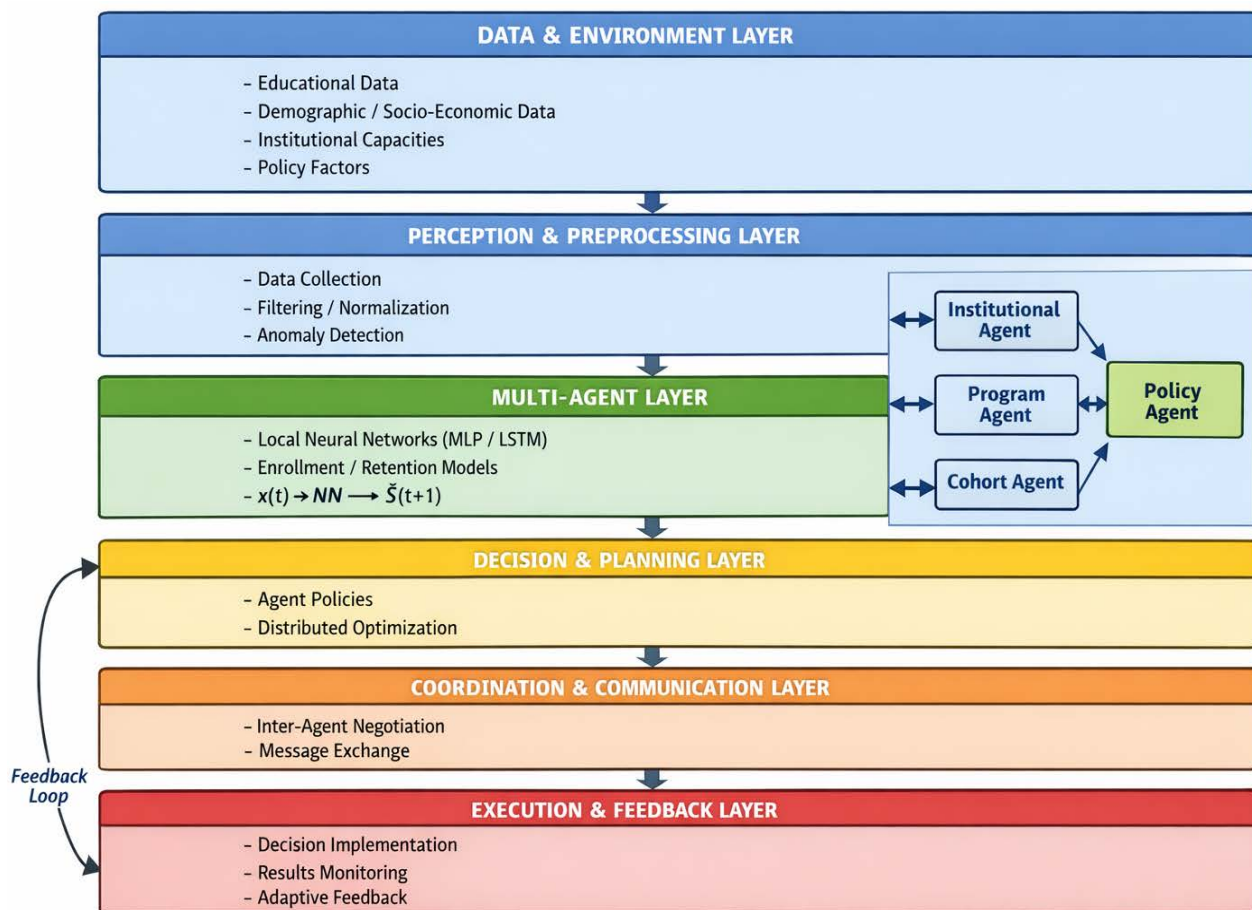 DATA & ENVIRONMENT LAYER
– Educational Data
– Demographic / Socio-Economic Data
– Institutional Capacities
– Policy Factors
PERCEPTION & PREPROCESSING LAYER
– Data Collection
– Filtering / Normalization
– Anomaly Detection
Institutional
Agent
Program
Agent
Cohort Agent
Policy
Agent
MULTI-AGENT LAYER
– Local Neural Networks (MLP / LSTM)
– Enrollment / Retention Models
– x(t) → NN ⟶ Š(t+1)
DECISION & PLANNING LAYER
– Agent Policies
– Distributed Optimization
COORDINATION & COMMUNICATION LAYER
– Inter-Agent Negotiation
– Message Exchange
Feedback
Loop
EXECUTION & FEEDBACK LAYER
– Decision Implementation
– Results Monitoring
– Adaptive Feedback